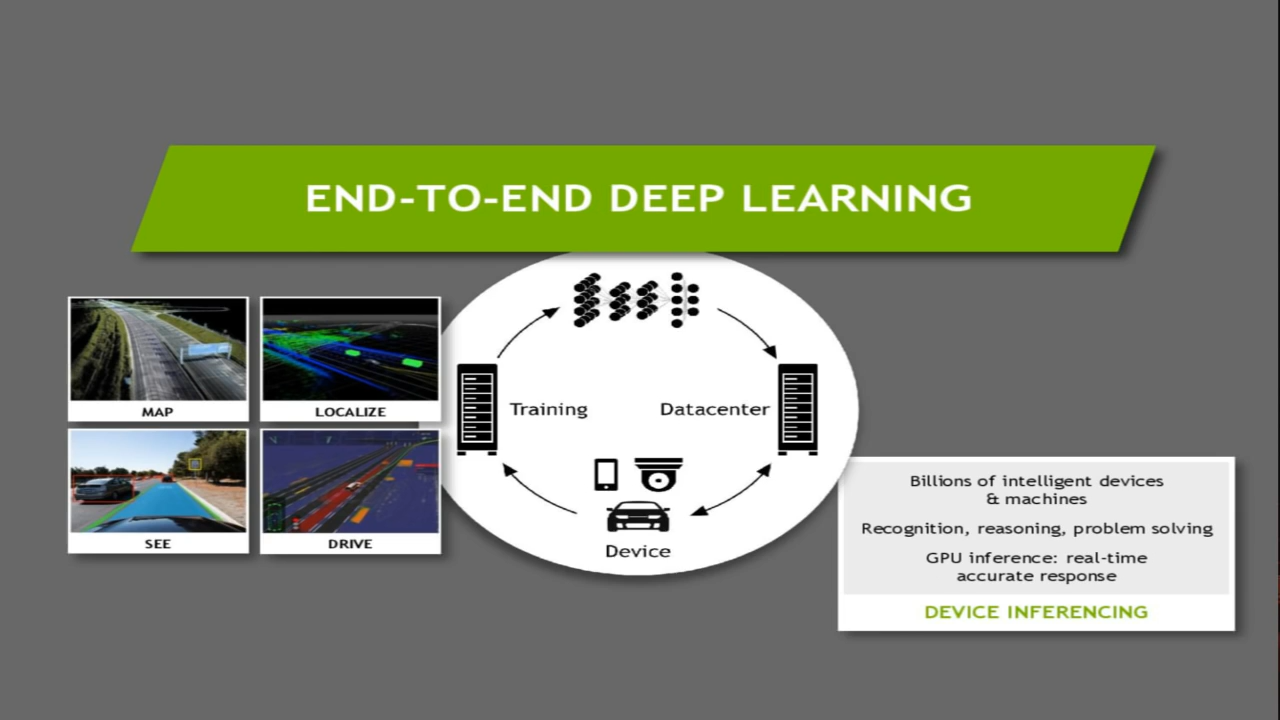 END-TO-END DEEP LEARNING
MAP
LOCALIZE
SEE
DRIVE
Training
Datacenter
Device
Billions of intelligent devices
& machines
Recognition, reasoning, problem solving
GPU inference: real-time
accurate response
DEVICE INFERENCING